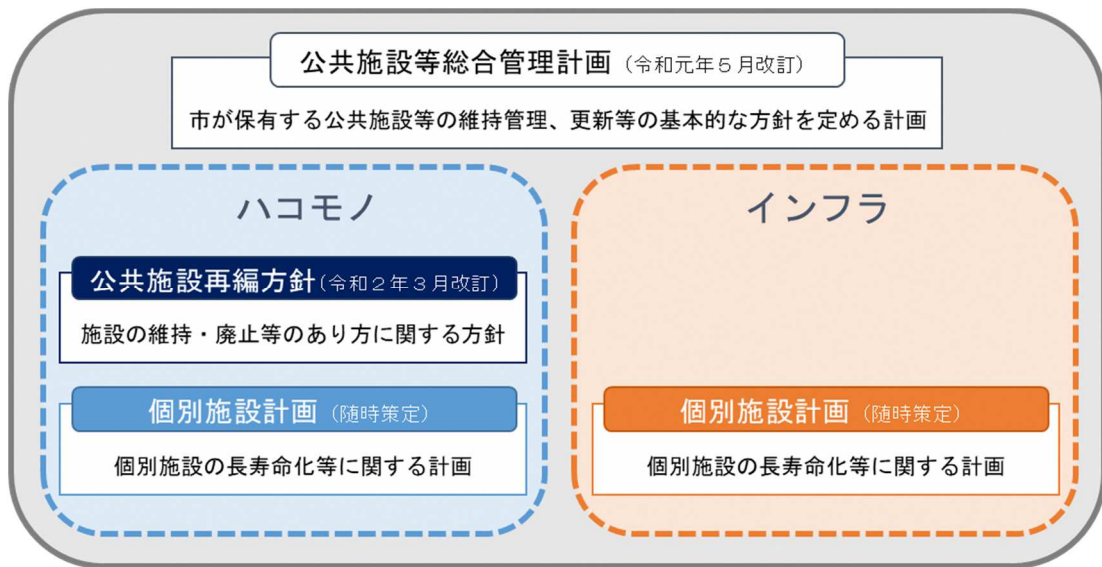 公共施設等総合管理計画(令和元年５月改訂)
市が保有する公共施設等の維持管理、更新等の基本的な方針を定める計画
ハコモノ
公共施設再編方針(令和２年３月改訂)
施設の維持・廃止等のあり方に関する方針
個別施設計画(随時策定)
個別施設の長寿命化等に関する計画
インフラ
個別施設計画(随時策定)
個別施設の長寿命化等に関する計画